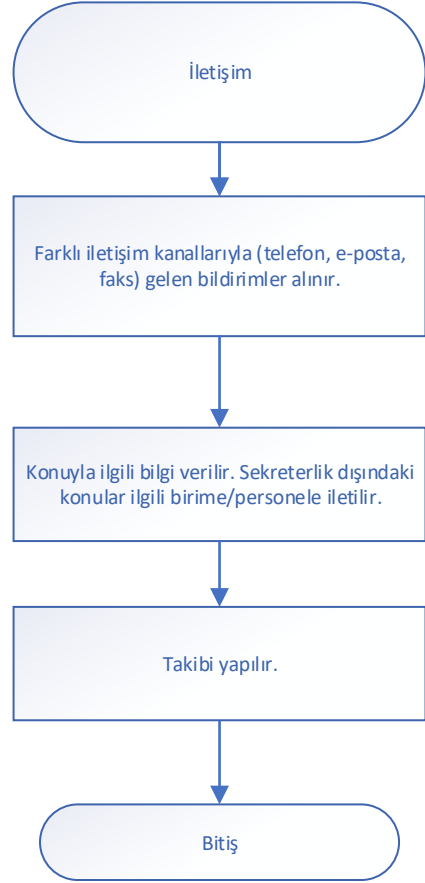 İletişim
Farklı iletişim kanallarıyla (telefon, e-posta,
faks) gelen bildirimler alınır.
Konuyla ilgili bilgi verilir. Sekreterlik dışındaki
konular ilgili birime/personele iletilir.
Takibi yapılır.
Bitiş